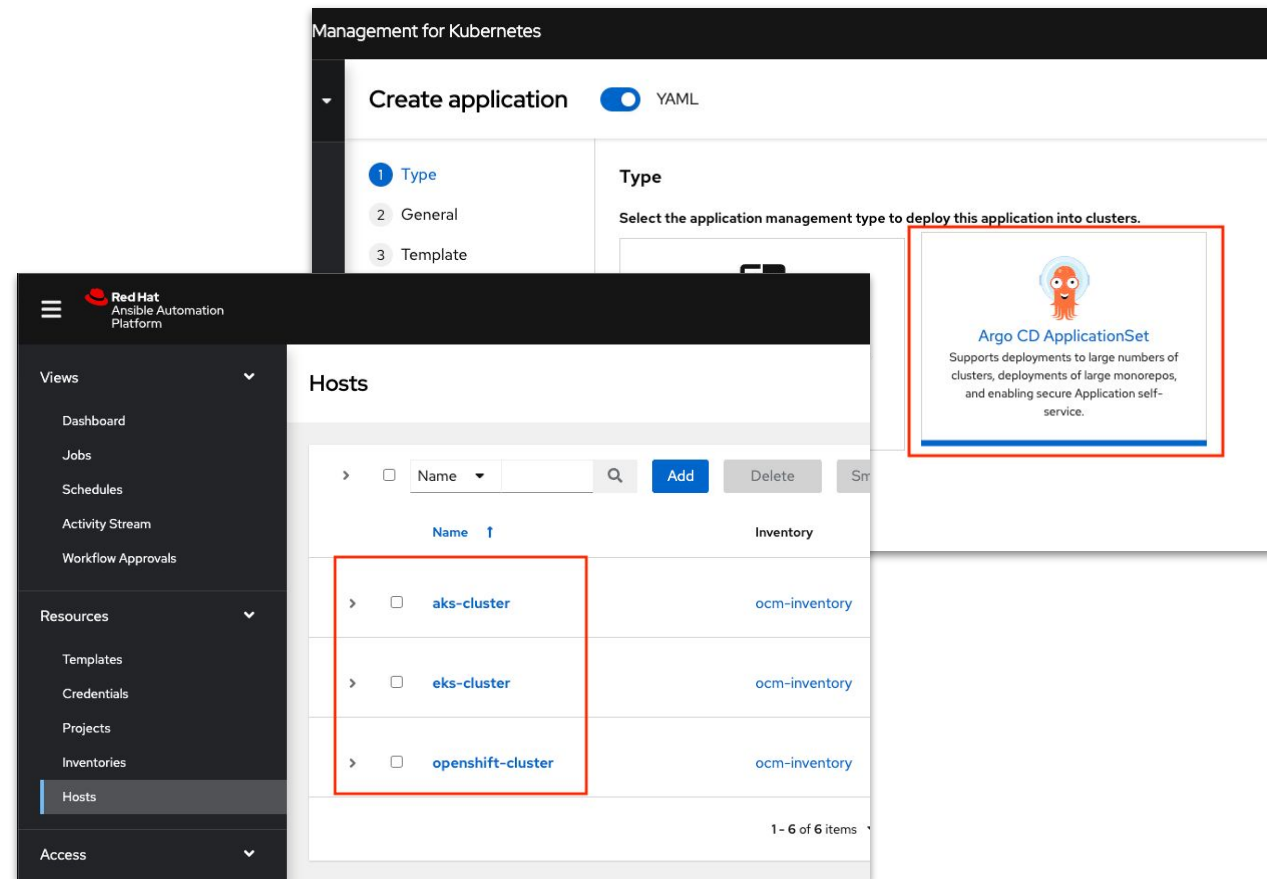 Management for Kubernetes
Create application
YAML
1 Type
2 General
3 Template
Type
Select the application management type to deploy this application into clusters.
Argo CD ApplicationSet
Supports deployments to large numbers of
clusters, deployments of large monorepos,
and enabling secure Application self-
service.
Red Hat
Ansible Automation
Platform
Views
Dashboard
Jobs
Schedules
Activity Stream
Workflow Approvals
Resources
Templates
Credentials
Projects
Inventories
Hosts
Access
Hosts
Name
Add
Delete
Sm
Name
Inventory
aks-cluster
ocm-inventory
eks-cluster
ocm-inventory
openshift-cluster
ocm-inventory
1 - 6 of 6 items